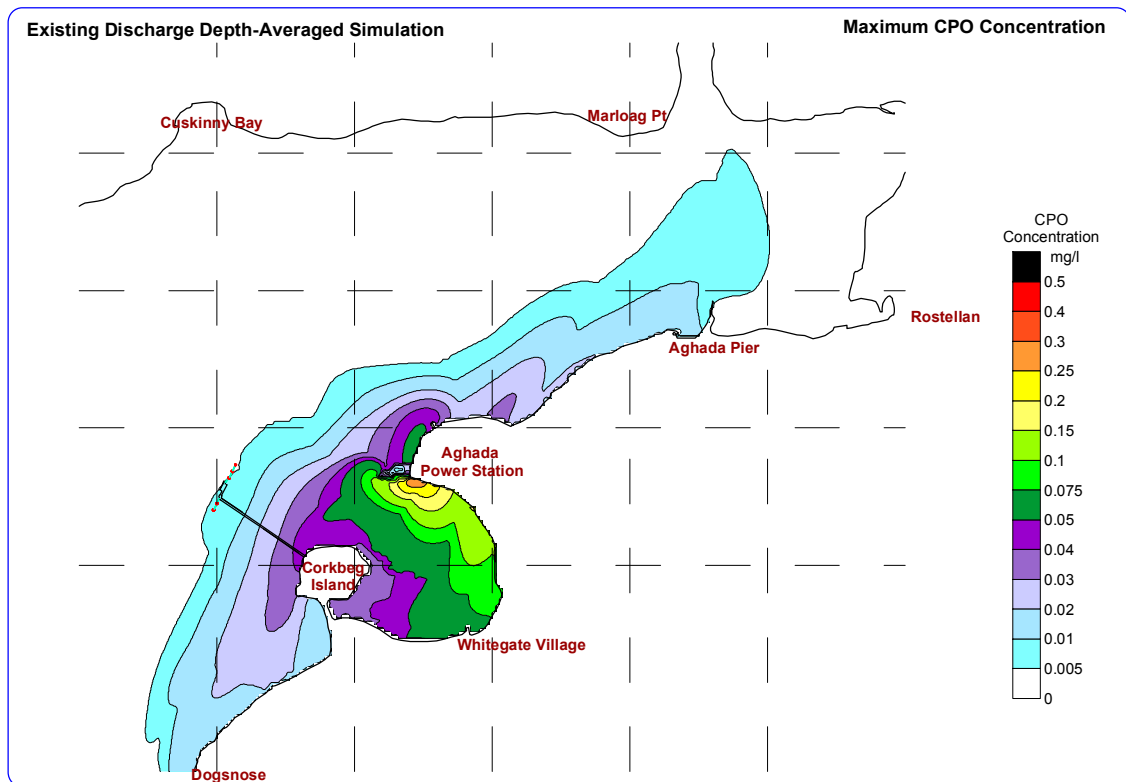 Existing Discharge Depth-Averaged Simulation
Maximum CPO Concentration
Cuskinny Bay
Marloag Pt
Rostellan
Aghada Pier
Aghada
Power Station
Corkbeg
Island
Whitegate Village
Dogsnose
CPO
Concentration
mg/l
0.5
0.4
0.3
0.25
0.2
0.15
0.1
0.075
0.05
0.04
0.03
0.02
0.01
0.005
0